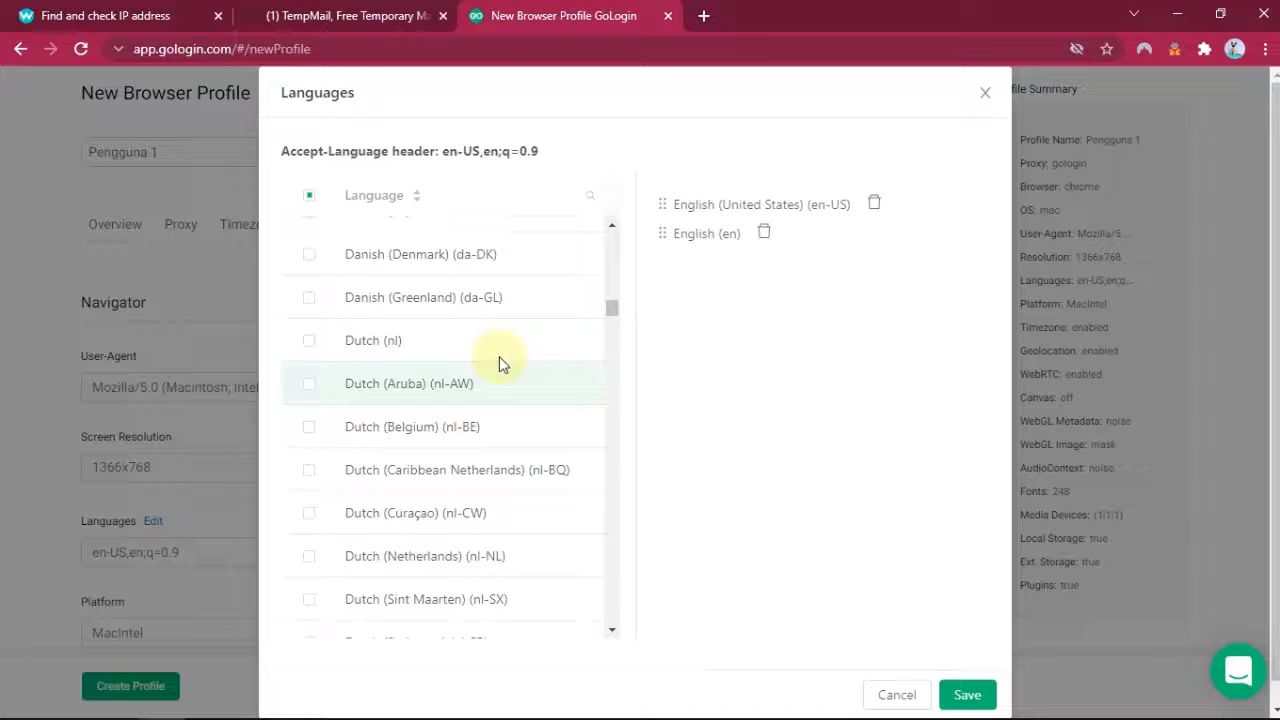 Find and check IP address
(1) TempMail, Free Temporary Ma
New Browser Profile GoLogin
app.gologin.com/#/newProfile
New Browser Profile
Pengguna 1
Overview
Proxy
Timez
Navigator
User-Agent
Mozilla/5.0 (Macintosh; Intel
Screen Resolution
1366x768
Languages Edit
en-US,en;q=0.9
Platform
MacIntel
Create Profile
Languages
Accept-Language header: en-US,en;q=0.9
Language
Danish (Denmark) (da-DK)
Danish (Greenland) (da-GL)
Dutch (nl)
Dutch (Aruba) (nl-AW)
Dutch (Belgium) (nl-BE)
Dutch (Caribbean Netherlands) (nl-BQ)
Dutch (Curaçao) (nl-CW)
Dutch (Netherlands) (nl-NL)
Dutch (Sint Maarten) (nl-SX)
English (United States) (en-US)
English (en)
Cancel
Save
file Summary
Profile Name: Pengguna 1
Proxy: gologin
Browser: chrome
OS: mac
User-Agent: Mozilla/5...
Resolution: 1366x768
Languages: en-US,en;q...
Platform: MacIntel
Timezone: enabled
Geolocation: enabled
WebRTC: enabled
Canvas: off
WebGL Metadata: noise
WebGL Image: mask
AudioContext: noise
Fonts: 248
Media Devices: (1|1|1)
Local Storage: true
Ext. Storage: true
Plugins: true